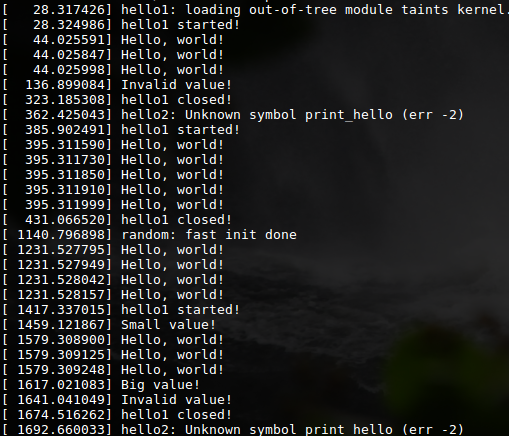 [   28.317426] hello1: loading out-of-tree module taints kernel.
[   28.324986] hello1 started!
[   44.025591] Hello, world!
[   44.025847] Hello, world!
[   44.025998] Hello, world!
[  136.899084] Invalid value!
[  323.185308] hello1 closed!
[  362.425043] hello2: Unknown symbol print_hello (err -2)
[  385.902491] hello1 started!
[  395.311590] Hello, world!
[  395.311730] Hello, world!
[  395.311850] Hello, world!
[  395.311910] Hello, world!
[  395.311999] Hello, world!
[  431.066520] hello1 closed!
[ 1140.796898] random: fast init done
[ 1231.527795] Hello, world!
[ 1231.527949] Hello, world!
[ 1231.528042] Hello, world!
[ 1231.528157] Hello, world!
[ 1417.337015] hello1 started!
[ 1459.121867] Small value!
[ 1579.308900] Hello, world!
[ 1579.309125] Hello, world!
[ 1579.309248] Hello, world!
[ 1617.021083] Big value!
[ 1641.041049] Invalid value!
[ 1674.516262] hello1 closed!
[ 1692.660033] hello2: Unknown symbol print_hello (err -2)